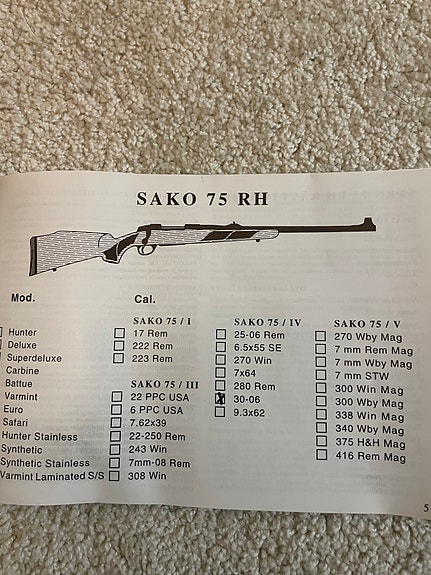 SAKO 75 RH
Mod.
Hunter
Deluxe
Superdeluxe
Carbine
Battue
Varmint
Euro
Safari
Hunter Stainless
Synthetic
Synthetic Stainless
Varmint Laminated S/S
Cal.
SAKO 75 / I
17 Rem
222 Rem
223 Rem
SAKO 75 / III
22 PPC USA
6 PPC USA
7.62x39
22-250 Rem
243 Win
7mm-08 Rem
308 Win
SAKO 75 / IV
25-06 Rem
6.5x55 SE
270 Win
7x64
280 Rem
30-06
9.3x62
SAKO 75 / V
270 Wby Mag
7 mm Rem Mag
7 mm Wby Mag
7 mm STW
300 Win Mag
300 Wby Mag
338 Win Mag
340 Wby Mag
375 H&H Mag
416 Rem Mag
5